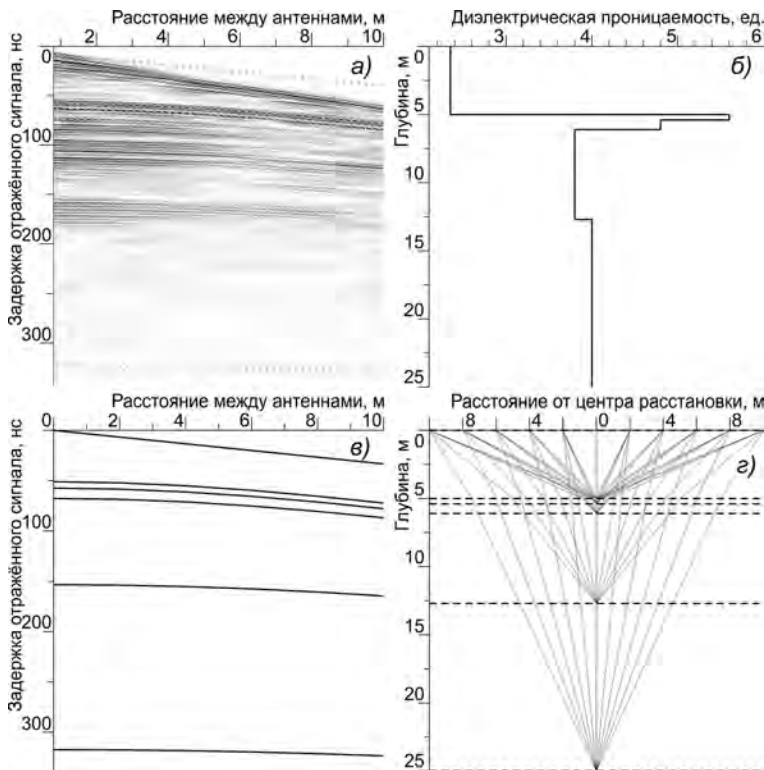 Расстояние между антеннами, м
2 4 6 8 10
Задержка отражённого сигнала, нс
0
100
200
300
а)
Диэлектрическая проницаемость, ед.
3 4 5 6
Глубина, м
0
5
10
15
20
25
б)
Расстояние между антеннами, м
0 2 4 6 8 10
Задержка отражённого сигнала, нс
0
100
200
300
в)
Расстояние от центра расстановки, м
8 4 0 4 8
Глубина, м
0
5
10
15
20
25
г)